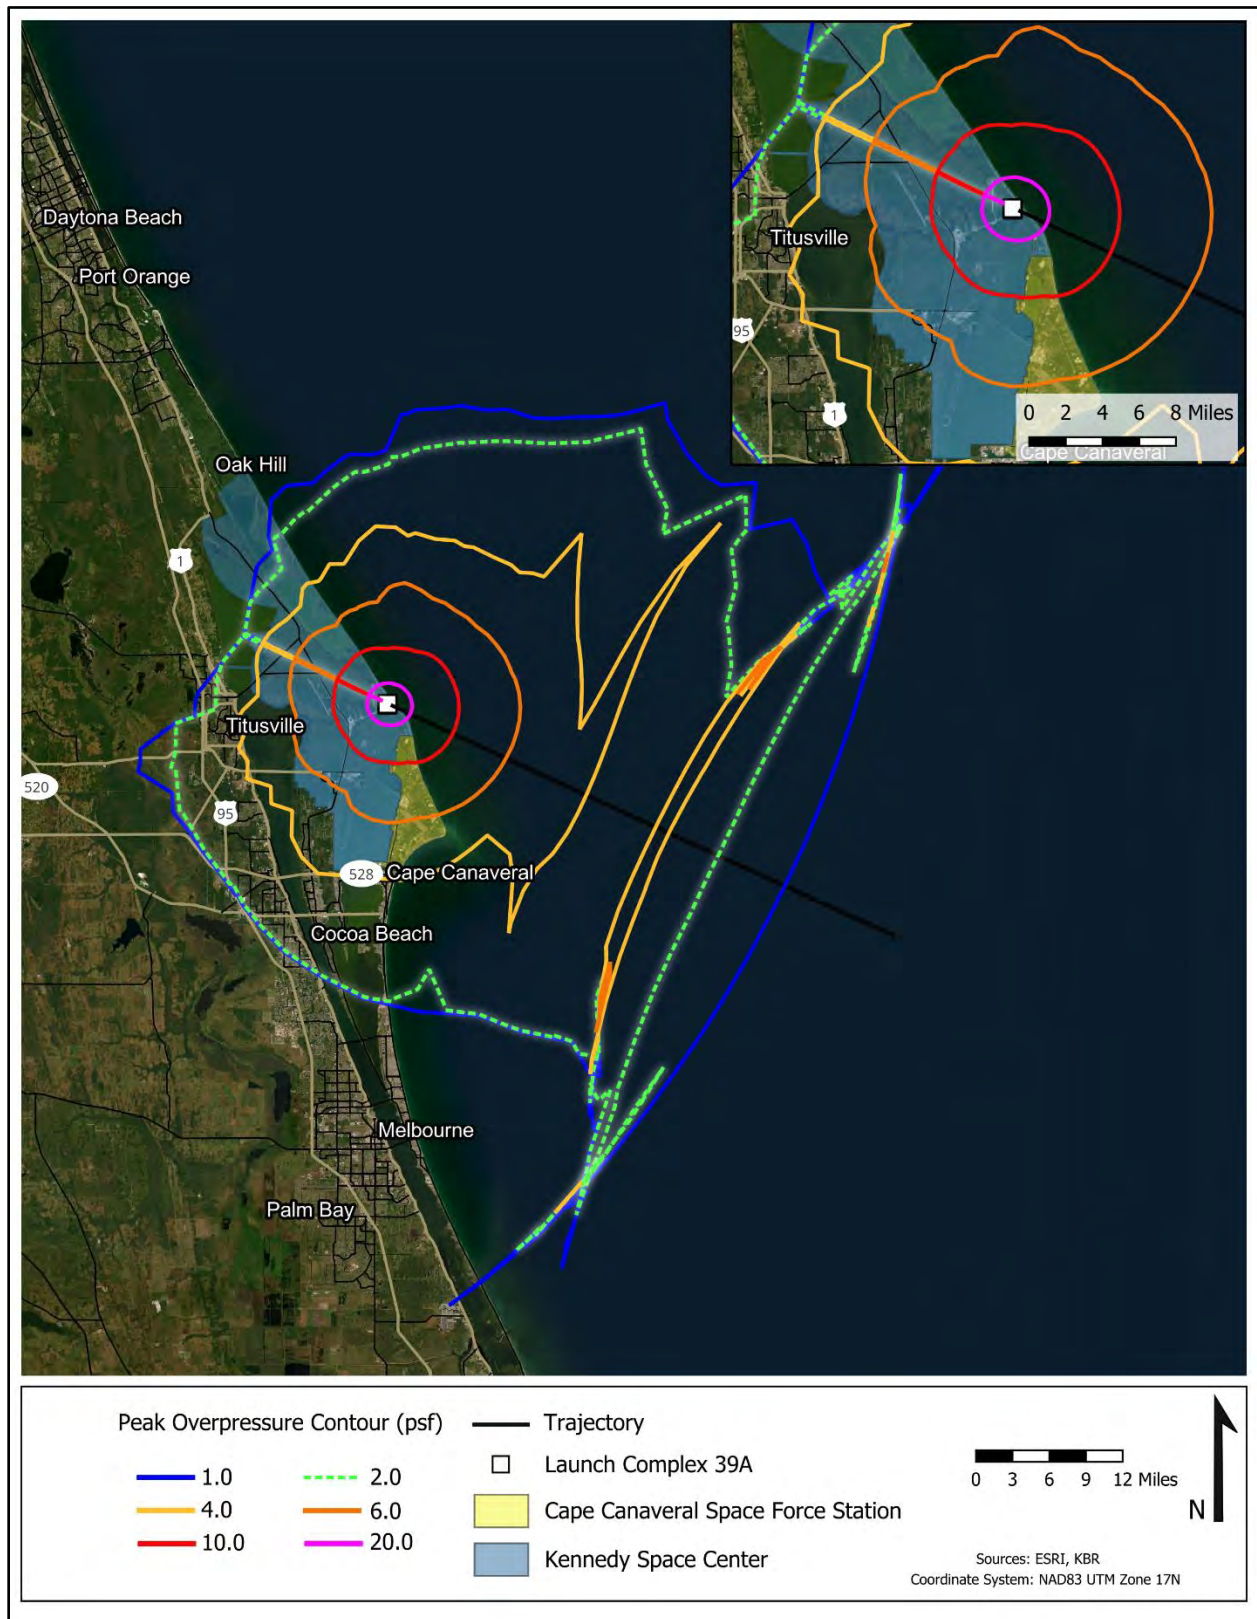 Daytona Beach
Port Orange
Oak Hill
1
Titusville
520
95
528
Cape Canaveral
Cocoa Beach
Melbourne
Palm Bay
Titusville
95
1
0 2 4 6 8 Miles
Cape Canaveral
Peak Overpressure Contour (psf)
1.0
2.0
4.0
6.0
10.0
20.0
Trajectory
Launch Complex 39A
Cape Canaveral Space Force Station
Kennedy Space Center
0 3 6 9 12 Miles
N
Sources: ESRI, KBR
Coordinate System: NAD83 UTM Zone 17N